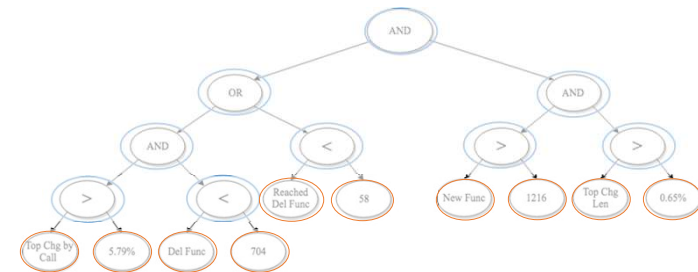 AND
OR
AND
AND
<
>
>
>
<
Reached
Del Func
58
New Func
1216
Top Chg
Len
0.65%
Top Chg by
Call
5.79%
Del Func
704